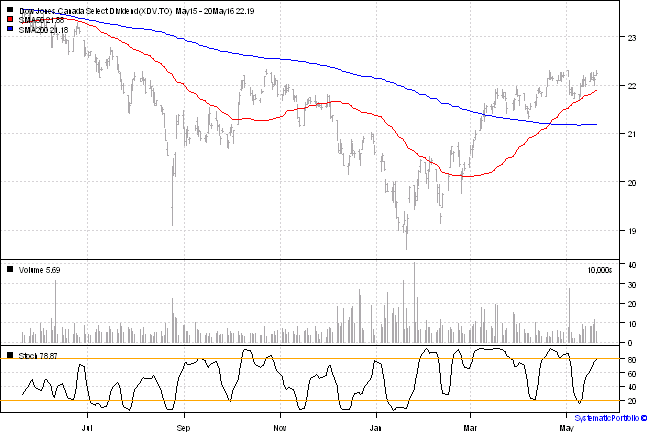 Dow Jones Canada Select Dividend(XDV.TO) May15 - 20May16 22.19
SMA50 21.88
SMA200 21.18
23
22
21
20
19
Volume 5.69
10,000s
40
30
20
10
0
Stoch 78.87
80
60
40
20
Jul Sep Nov Jan Mar May
SystematicPortfolio ©